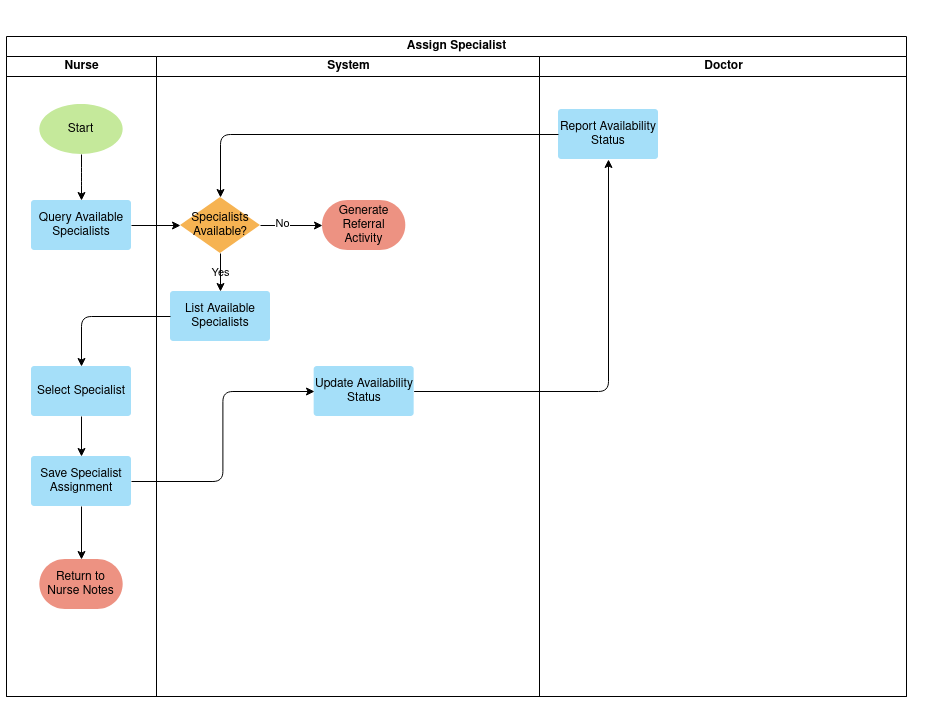 Assign Specialist
Nurse
System
Doctor
Start
Report Availability
Status
Query Available
Specialists
Specialists
Available?
No
Generate
Referral
Activity
Yes
List Available
Specialists
Select Specialist
Update Availability
Status
Save Specialist
Assignment
Return to
Nurse Notes